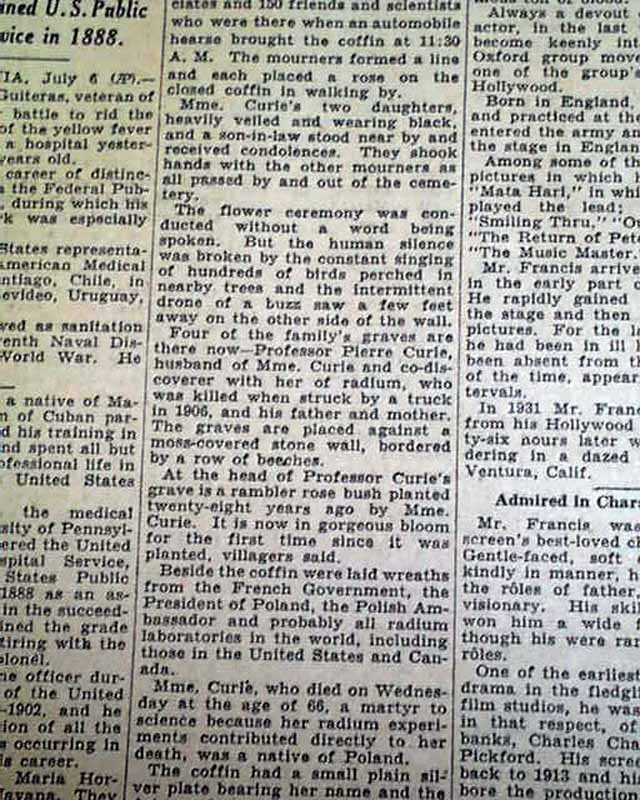 ned U.S. Public
vice in 1888.
IA, July 6 (AP).—
Guiteras, veteran of
battle to rid the
of the yellow fever
a hospital yester-
years old.
career of distinc-
the Federal Pub-
, during which his
k was especially
States representa-
American Medical
ntiago, Chile, in
evideo, Uruguay,
ved as sanitation
enth Naval Dis-
World War. He
a native of Ma-
n of Cuban par-
d his training in
nd spent all but
ofessional life in
United States
the medical
sity of Pennsyl-
ered the United
spital Service,
States Public
1888 as an as-
in the succeed-
ined the grade
tiring with the
olonel.
ne officer dur-
of the United
-1902, and he
ion of all the
s occurring in
is career.
Maria Hor-
Havana. They
ciates and 150 friends and scientists
who were there when an automobile
hearse brought the coffin at 11:30
A. M. The mourners formed a line
and each placed a rose on the
closed coffin in walking by.
Mme. Curie's two daughters,
heavily veiled and wearing black,
and a son-in-law stood near by and
received condolences. They shook
hands with the other mourners as
all passed by and out of the ceme-
tery.
The flower ceremony was con-
ducted without a word being
spoken. But the human silence
was broken by the constant singing
of hundreds of birds perched in
nearby trees and the intermittent
drone of a buzz saw a few feet
away on the other side of the wall.
Four of the family's graves are
there now—Professor Pierre Curie,
husband of Mme. Curie and co-dis-
coverer with her of radium, who
was killed when struck by a truck
in 1906, and his father and mother.
The graves are placed against a
moss-covered stone wall, bordered
by a row of beeches.
At the head of Professor Curie's
grave is a rambler rose bush planted
twenty-eight years ago by Mme.
Curie. It is now in gorgeous bloom
for the first time since it was
planted, villagers said.
Beside the coffin were laid wreaths
from the French Government, the
President of Poland, the Polish Am-
bassador and probably all radium
laboratories in the world, including
those in the United States and Can-
ada.
Mme. Curie, who died on Wednes-
day at the age of 66, a martyr to
science because her radium experi-
ments contributed directly to her
death, was a native of Poland.
The coffin had a small plain sil-
ver plate bearing her name and the
Always a devout
actor, in the last
become keenly int
Oxford group move
one of the group's
Hollywood.
Born in England
and practiced at the
entered the army an
the stage in England
Among some of th
pictures in which h
"Mata Hari," in whi
played the lead;
"Smiling Thru," "Ou
"The Return of Pete
"The Music Master."
Mr. Francis arrive
in the early part o
He rapidly gained
the stage and then
pictures. For the la
he had been in ill h
been absent from th
of the time, appear
tervals.
In 1931 Mr. Franc
from his Hollywood
ty-six hours later w
dering in a dazed
Ventura, Calif.
Admired in Char
Mr. Francis was
screen's best-loved ch
Gentle-faced, soft
kindly in manner, h
the rôles of father,
visionary. His ski
won him a wide f
though his were rar
rôles.
One of the earliest
drama in the fledgli
film studios, he was
in that respect, of
banks, Charles Cha
Pickford. His scree
back to 1913 and his
bore the production